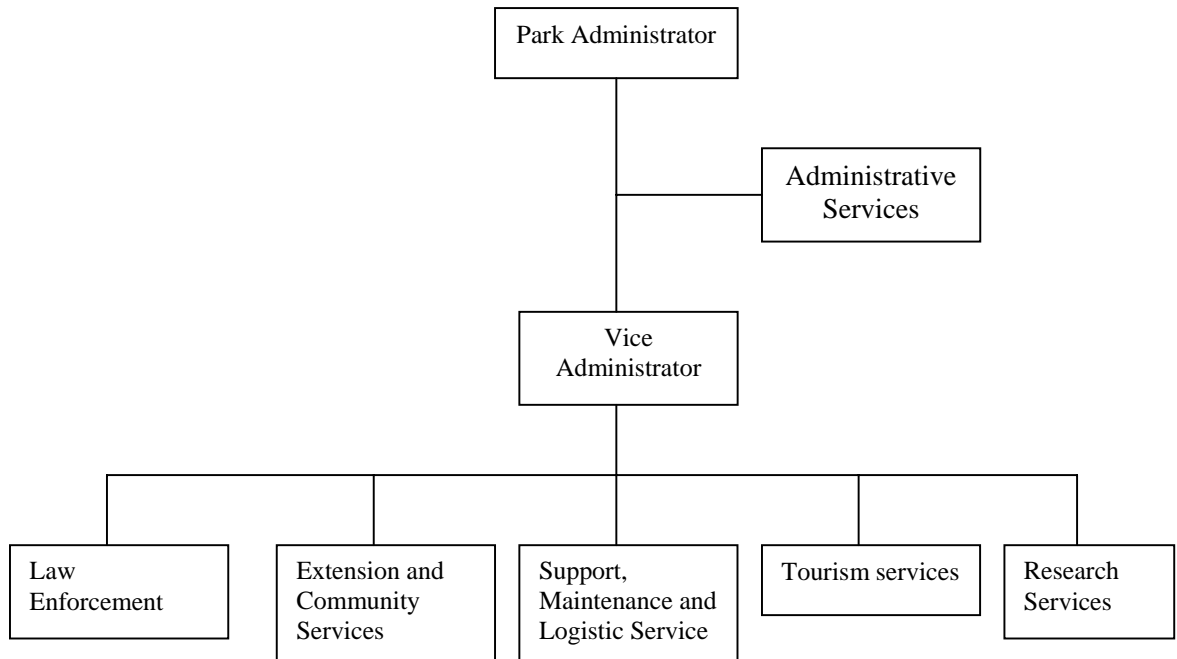 Park Administrator
Administrative
Services
Vice
Administrator
Law
Enforcement
Extension and
Community
Services
Support,
Maintenance and
Logistic Service
Tourism services
Research
Services